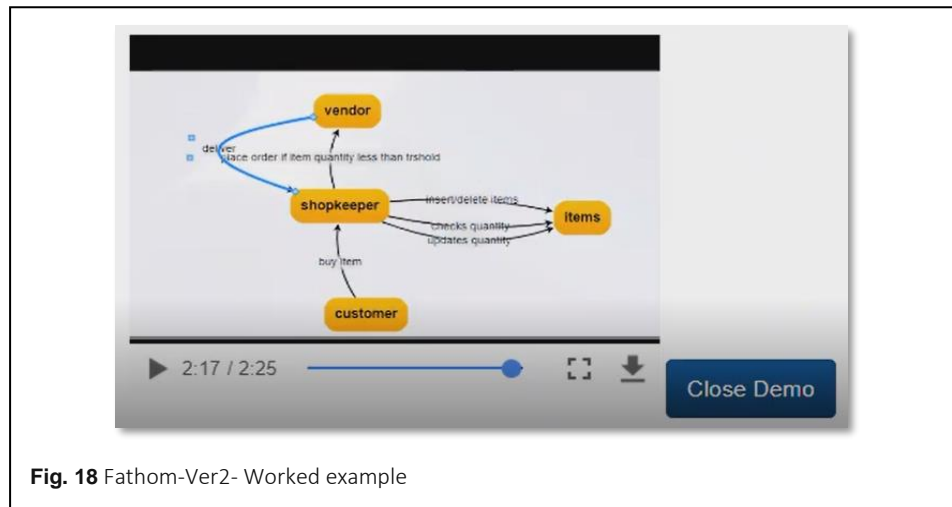 vendor
deliver
place order if item quantity less than trshold
shopkeeper
insert/delete items
items
checks quantity
updates quantity
buy item
customer
2:17 / 2:25
Close Demo
Fig. 18 Fathom-Ver2- Worked example